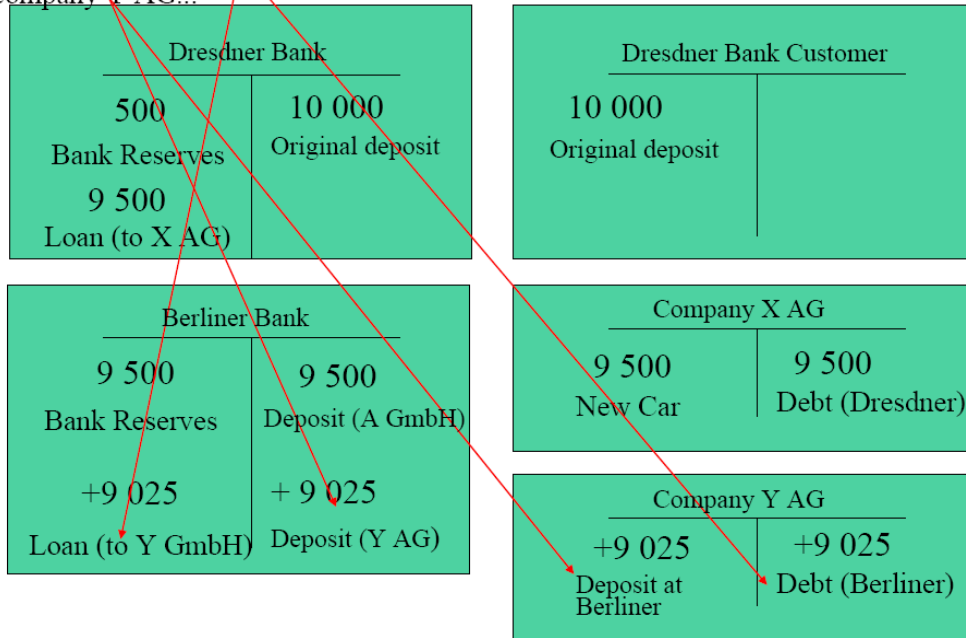 Company Y AG...
Dresdner Bank
500
10 000
Bank Reserves
Original deposit
9 500
Loan (to X AG)
Dresdner Bank Customer
10 000
Original deposit
Berliner Bank
9 500
9 500
Bank Reserves
Deposit (A GmbH)
+9 025
+ 9 025
Loan (to Y GmbH)
Deposit (Y AG)
Company X AG
9 500
9 500
New Car
Debt (Dresdner)
Company Y AG
+9 025
+9 025
Deposit at
Berliner
Debt (Berliner)